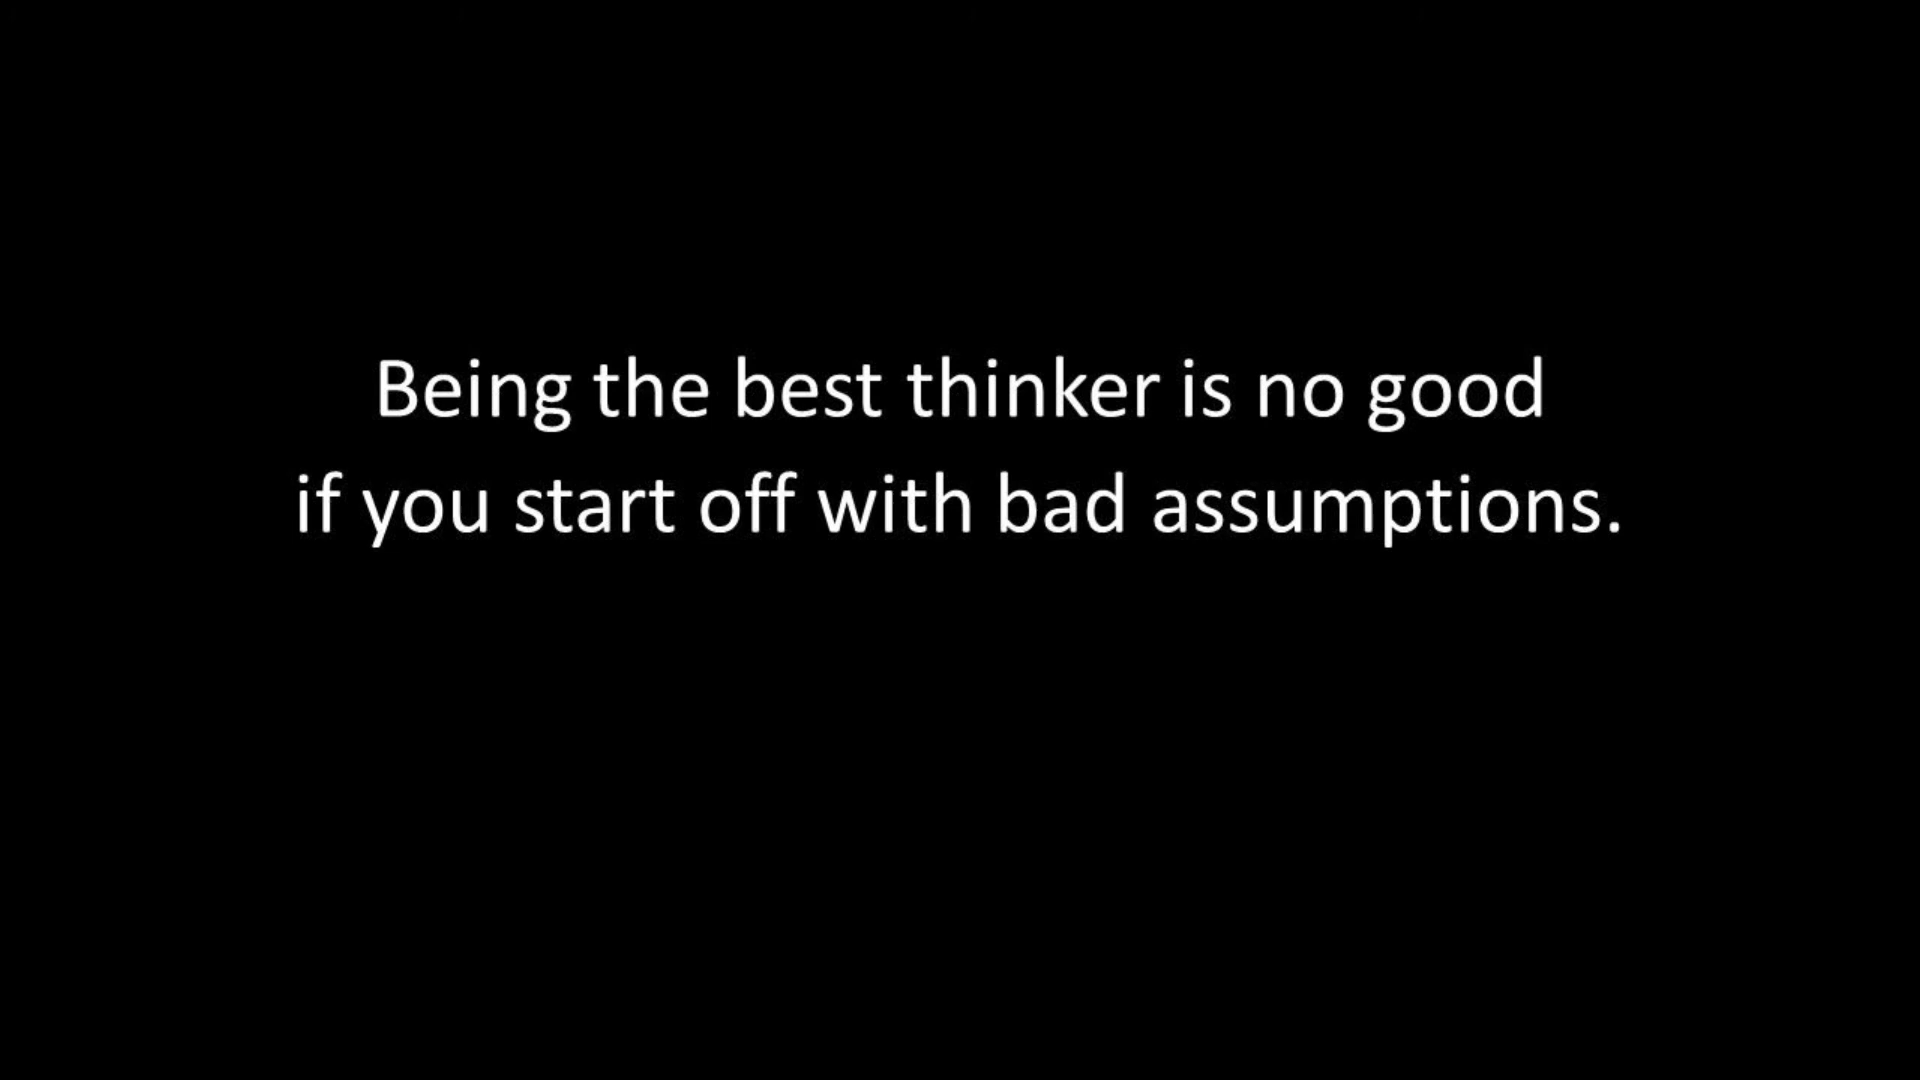 Being the best thinker is no good
if you start off with bad assumptions.